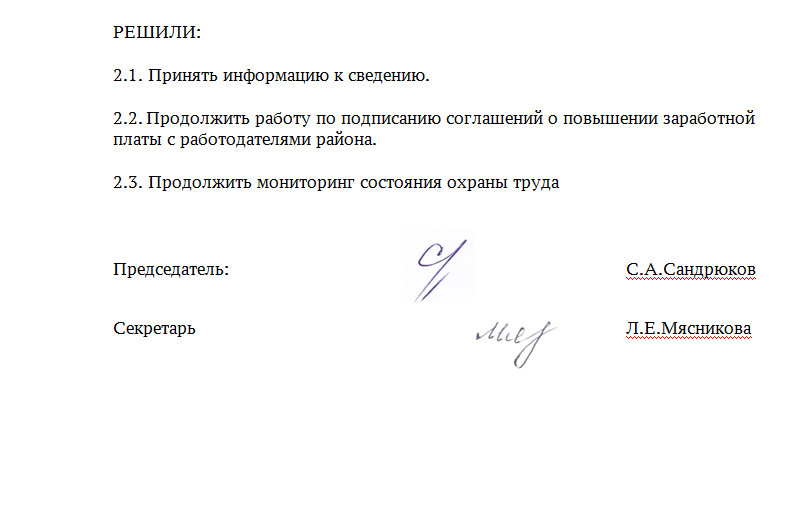 РЕШИЛИ:
2.1. Принять информацию к сведению.
2.2. Продолжить работу по подписанию соглашений о повышении заработной
платы с работодателями района.
2.3. Продолжить мониторинг состояния охраны труда
Председатель: С.А.Сандрюков
Секретарь Л.Е.Мясникова